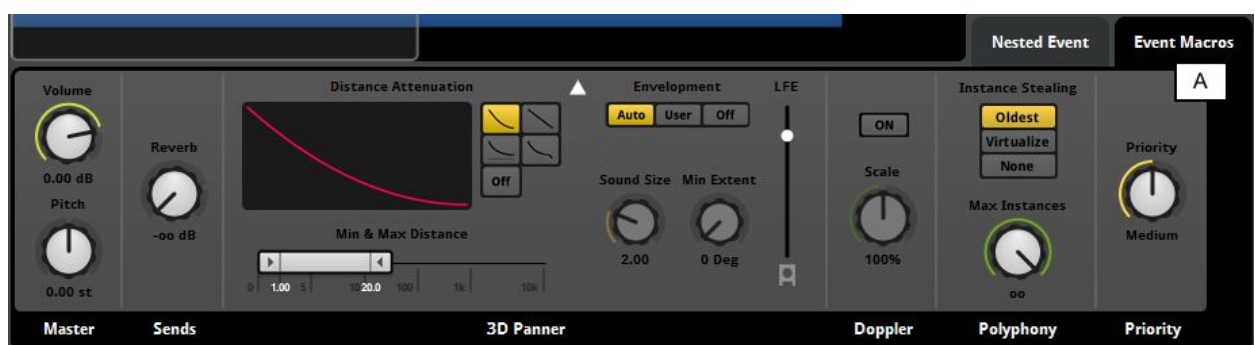 Nested Event
Event Macros
A
Volume
0.00 dB
Pitch
0.00 st
Master
Reverb
-oo dB
Sends
Distance Attenuation
Off
Min & Max Distance
0 1.00 5 10 20.0 100 1k 10k
Envelopment
Auto User Off
Sound Size Min Extent
2.00 0 Deg
LFE
3D Panner
ON
Scale
100%
Doppler
Instance Stealing
Oldest
Virtualize
None
Max Instances
oo
Polyphony
Priority
Medium
Priority